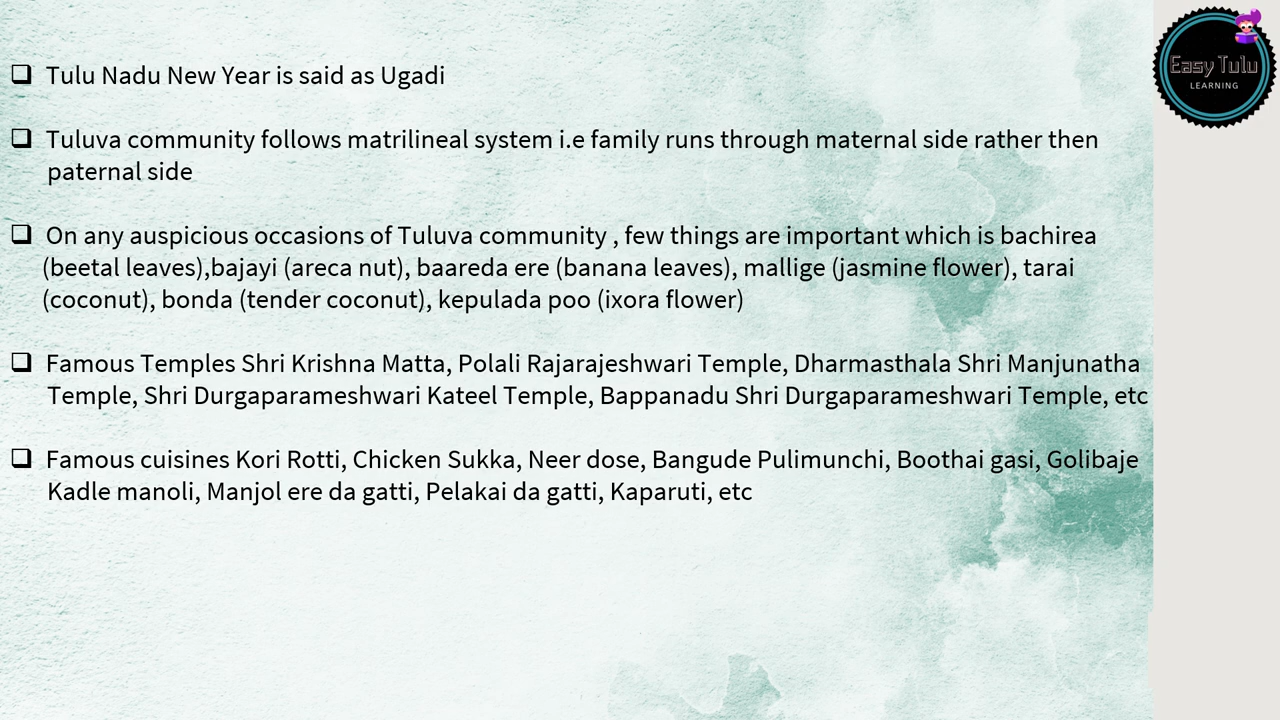 Tulu Nadu New Year is said as Ugadi
Tuluva community follows matrilineal system i.e family runs through maternal side rather then
paternal side
On any auspicious occasions of Tuluva community , few things are important which is bachirea
(beetal leaves),bajayi (areca nut), baareda ere (banana leaves), mallige (jasmine flower), tarai
(coconut), bonda (tender coconut), kepulada poo (ixora flower)
Famous Temples Shri Krishna Matta, Polali Rajarajeshwari Temple, Dharmasthala Shri Manjunatha
Temple, Shri Durgaparameshwari Kateel Temple, Bappanadu Shri Durgaparameshwari Temple, etc
Famous cuisines Kori Rotti, Chicken Sukka, Neer dose, Bangude Pulimunchi, Boothai gasi, Golibaje
Kadle manoli, Manjol ere da gatti, Pelakai da gatti, Kaparuti, etc
Easy Tulu
LEARNING